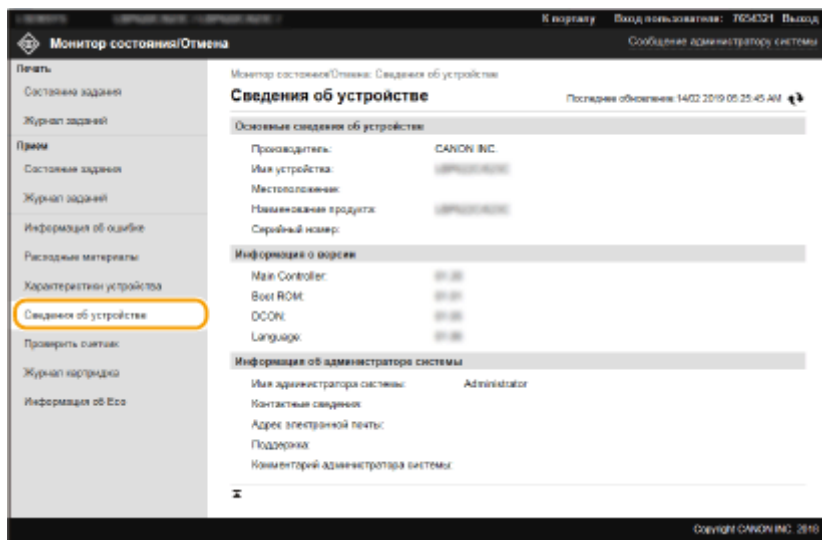 К порталу Вход пользователя: 7654321 Выход
Монитор состояния/Отмена
Сообщение администратору системы
Печать
Состояние задания
Журнал заданий
Прием
Состояние задания
Журнал заданий
Информация об ошибке
Расходные материалы
Характеристики устройства
Сведения об устройстве
Проверить счетчик
Журнал картриджа
Информация об Eco
Монитор состояния/Отмена: Сведения об устройстве
Сведения об устройстве
Последнее обновление: 14/02 2019 05:25:45 AM
Основные сведения об устройстве
Производитель: CANON INC.
Имя устройства:
Местоположение:
Наименование продукта:
Серийный номер:
Информация о версии
Main Controller:
Boot ROM:
DCON:
Language:
Информация об администраторе системы
Имя администратора системы: Administrator
Контактные сведения:
Адрес электронной почты:
Поддержка:
Комментарий администратора системы:
Copyright CANON INC. 2018